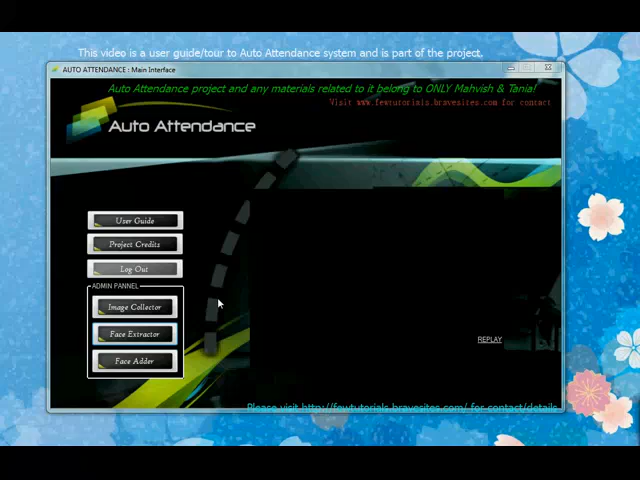 This video is a user guide/tour to Auto Attendance system and is part of the project.
AUTO ATTENDANCE : Main Interface
Auto Attendance project and any materials related to it belong to ONLY Mahvish & Tania!
Visit www.fewtutorials.bravesites.com for contact
Auto Attendance
User Guide
Project Credits
Log Out
ADMIN PANNEL
Image Collector
Face Extractor
Face Adder
REPLAY
Please visit http://fewtutorials.bravesites.com/ for contact/details